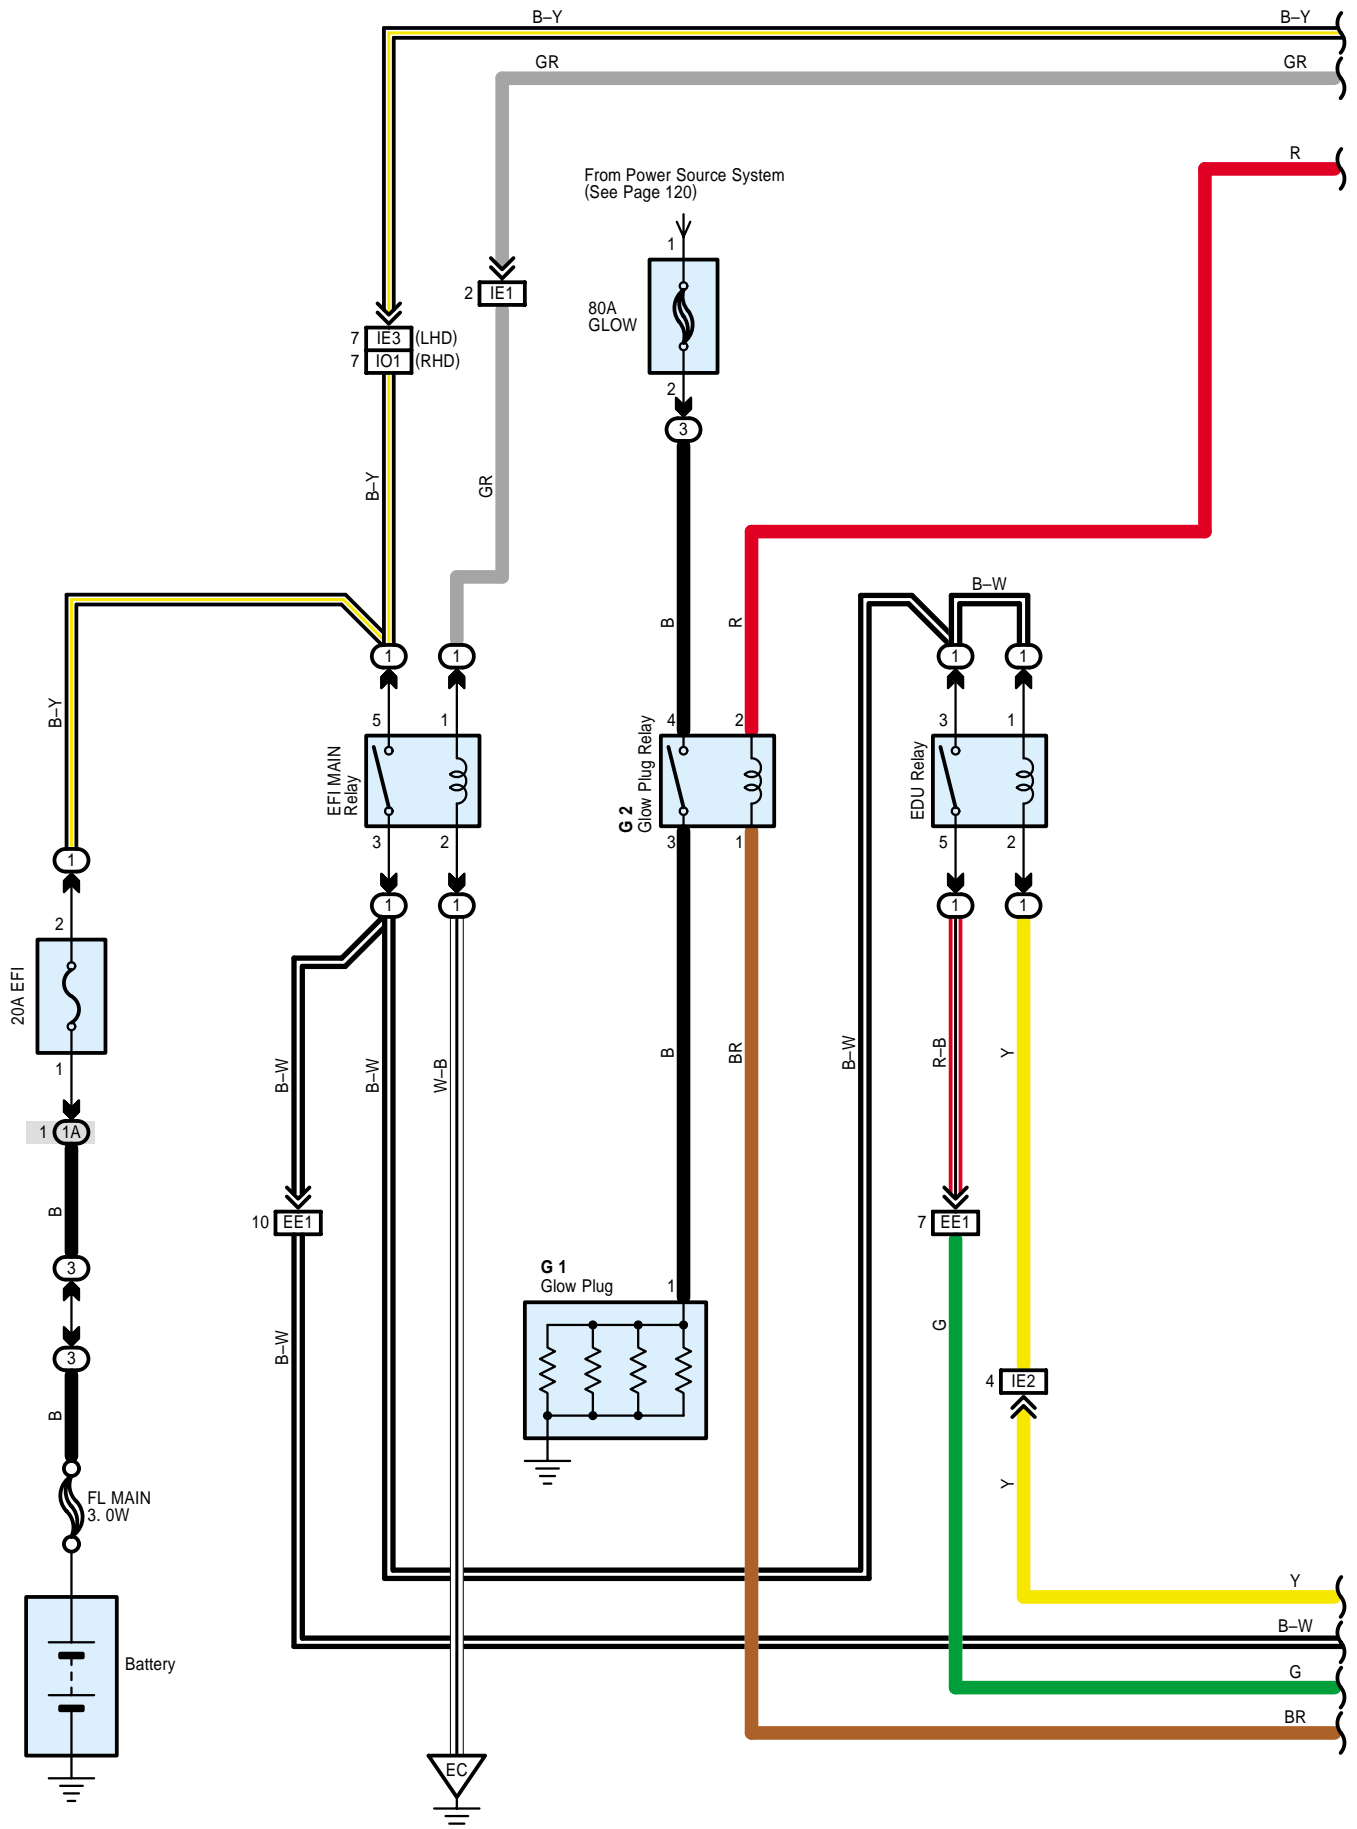 B–Y
B–Y
GR
GR
R
From Power Source System
(See Page 120)
1
2 IE1
80A
GLOW
7 IE3 (LHD)
7 IO1 (RHD)
2
3
B–Y
GR
B–W
B
R
1
1
1
1
B–Y
5
1
4
2
3
1
EFI MAIN
Relay
G 2
Glow Plug Relay
EDU Relay
3
2
3
1
5
2
1
1
1
1
1
2
20A EFI
1
B–W
B–W
W–B
B
BR
B–W
R–B
Y
1 1A
B
10 EE1
7 EE1
3
G 1
Glow Plug
1
G
B–W
3
4 IE2
B
Y
FL MAIN
3. 0W
Y
B–W
Battery
G
BR
EC